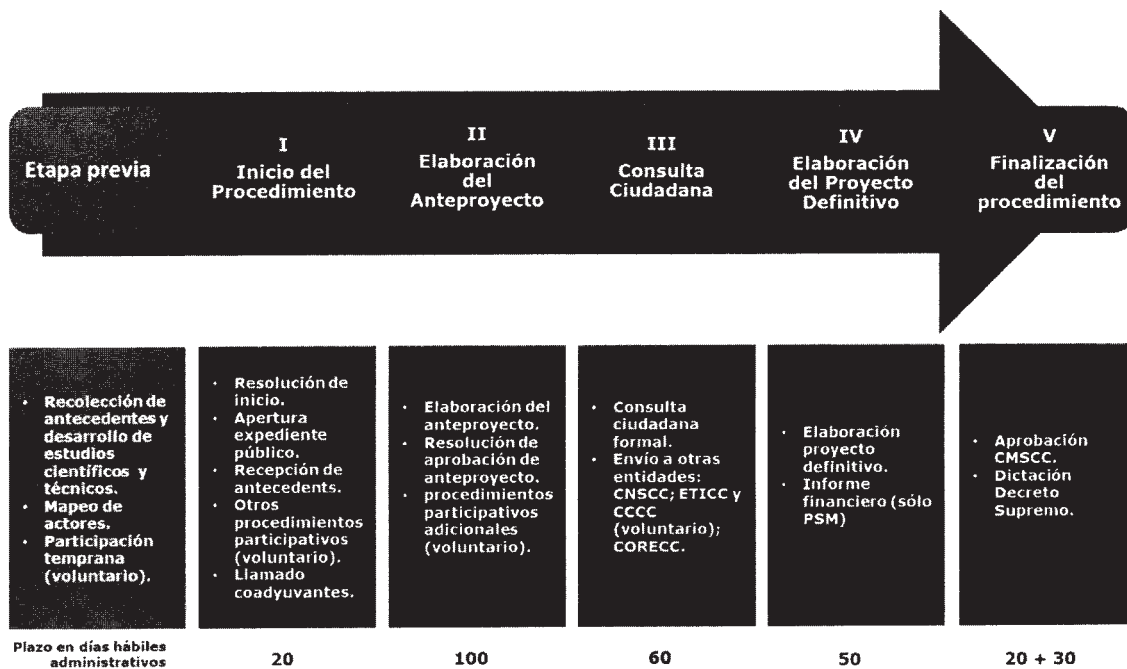 Etapa previa
I
Inicio del
Procedimiento
II
Elaboración
del
Anteproyecto
III
Consulta
Ciudadana
IV
Elaboración
del Proyecto
Definitivo
V
Finalización
del
procedimiento
• Recolección de
antecedentes y
desarrollo de
estudios
científicos y
técnicos.
• Mapeo de
actores.
• Participación
temprana
(voluntario).
• Resolución de
inicio.
• Apertura
expediente
público.
• Recepción de
antecedents.
• Otros
procedimientos
participativos
(voluntario).
• Llamado
coadyuvantes.
• Elaboración del
anteproyecto.
• Resolución de
aprobación de
anteproyecto.
• procedimientos
participativos
adicionales
(voluntario).
• Consulta
ciudadana
formal.
• Envío a otras
entidades:
CNSCC; ETICC y
CCCC
(voluntario);
CORECC.
• Elaboración
proyecto
definitivo.
• Informe
financiero (sólo
PSM)
• Aprobación
CMSCC.
• Dictación
Decreto
Supremo.
Plazo en días hábiles
administrativos
20
100
60
50
20 + 30